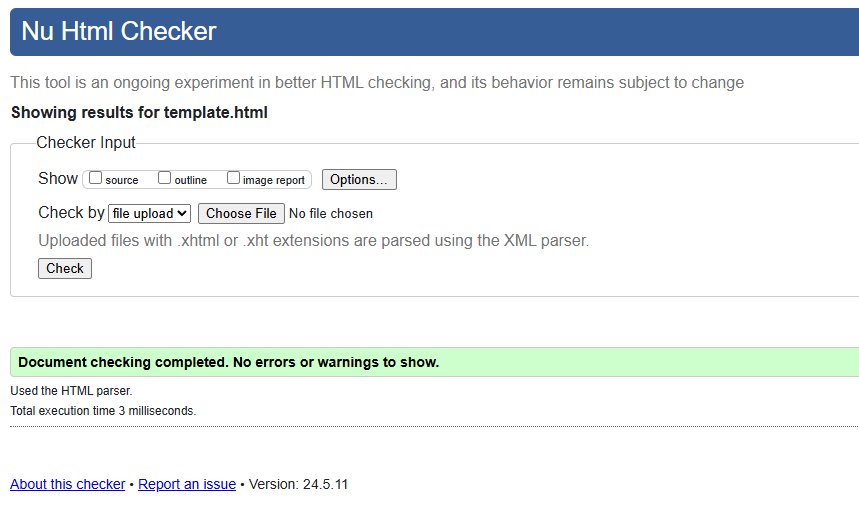 Nu Html Checker
This tool is an ongoing experiment in better HTML checking, and its behavior remains subject to change
Showing results for template.html
Checker Input
Show source outline image report Options...
Check by file upload Choose File No file chosen
Uploaded files with .xhtml or .xht extensions are parsed using the XML parser.
Check
Document checking completed. No errors or warnings to show.
Used the HTML parser.
Total execution time 3 milliseconds.
About this checker • Report an issue • Version: 24.5.11